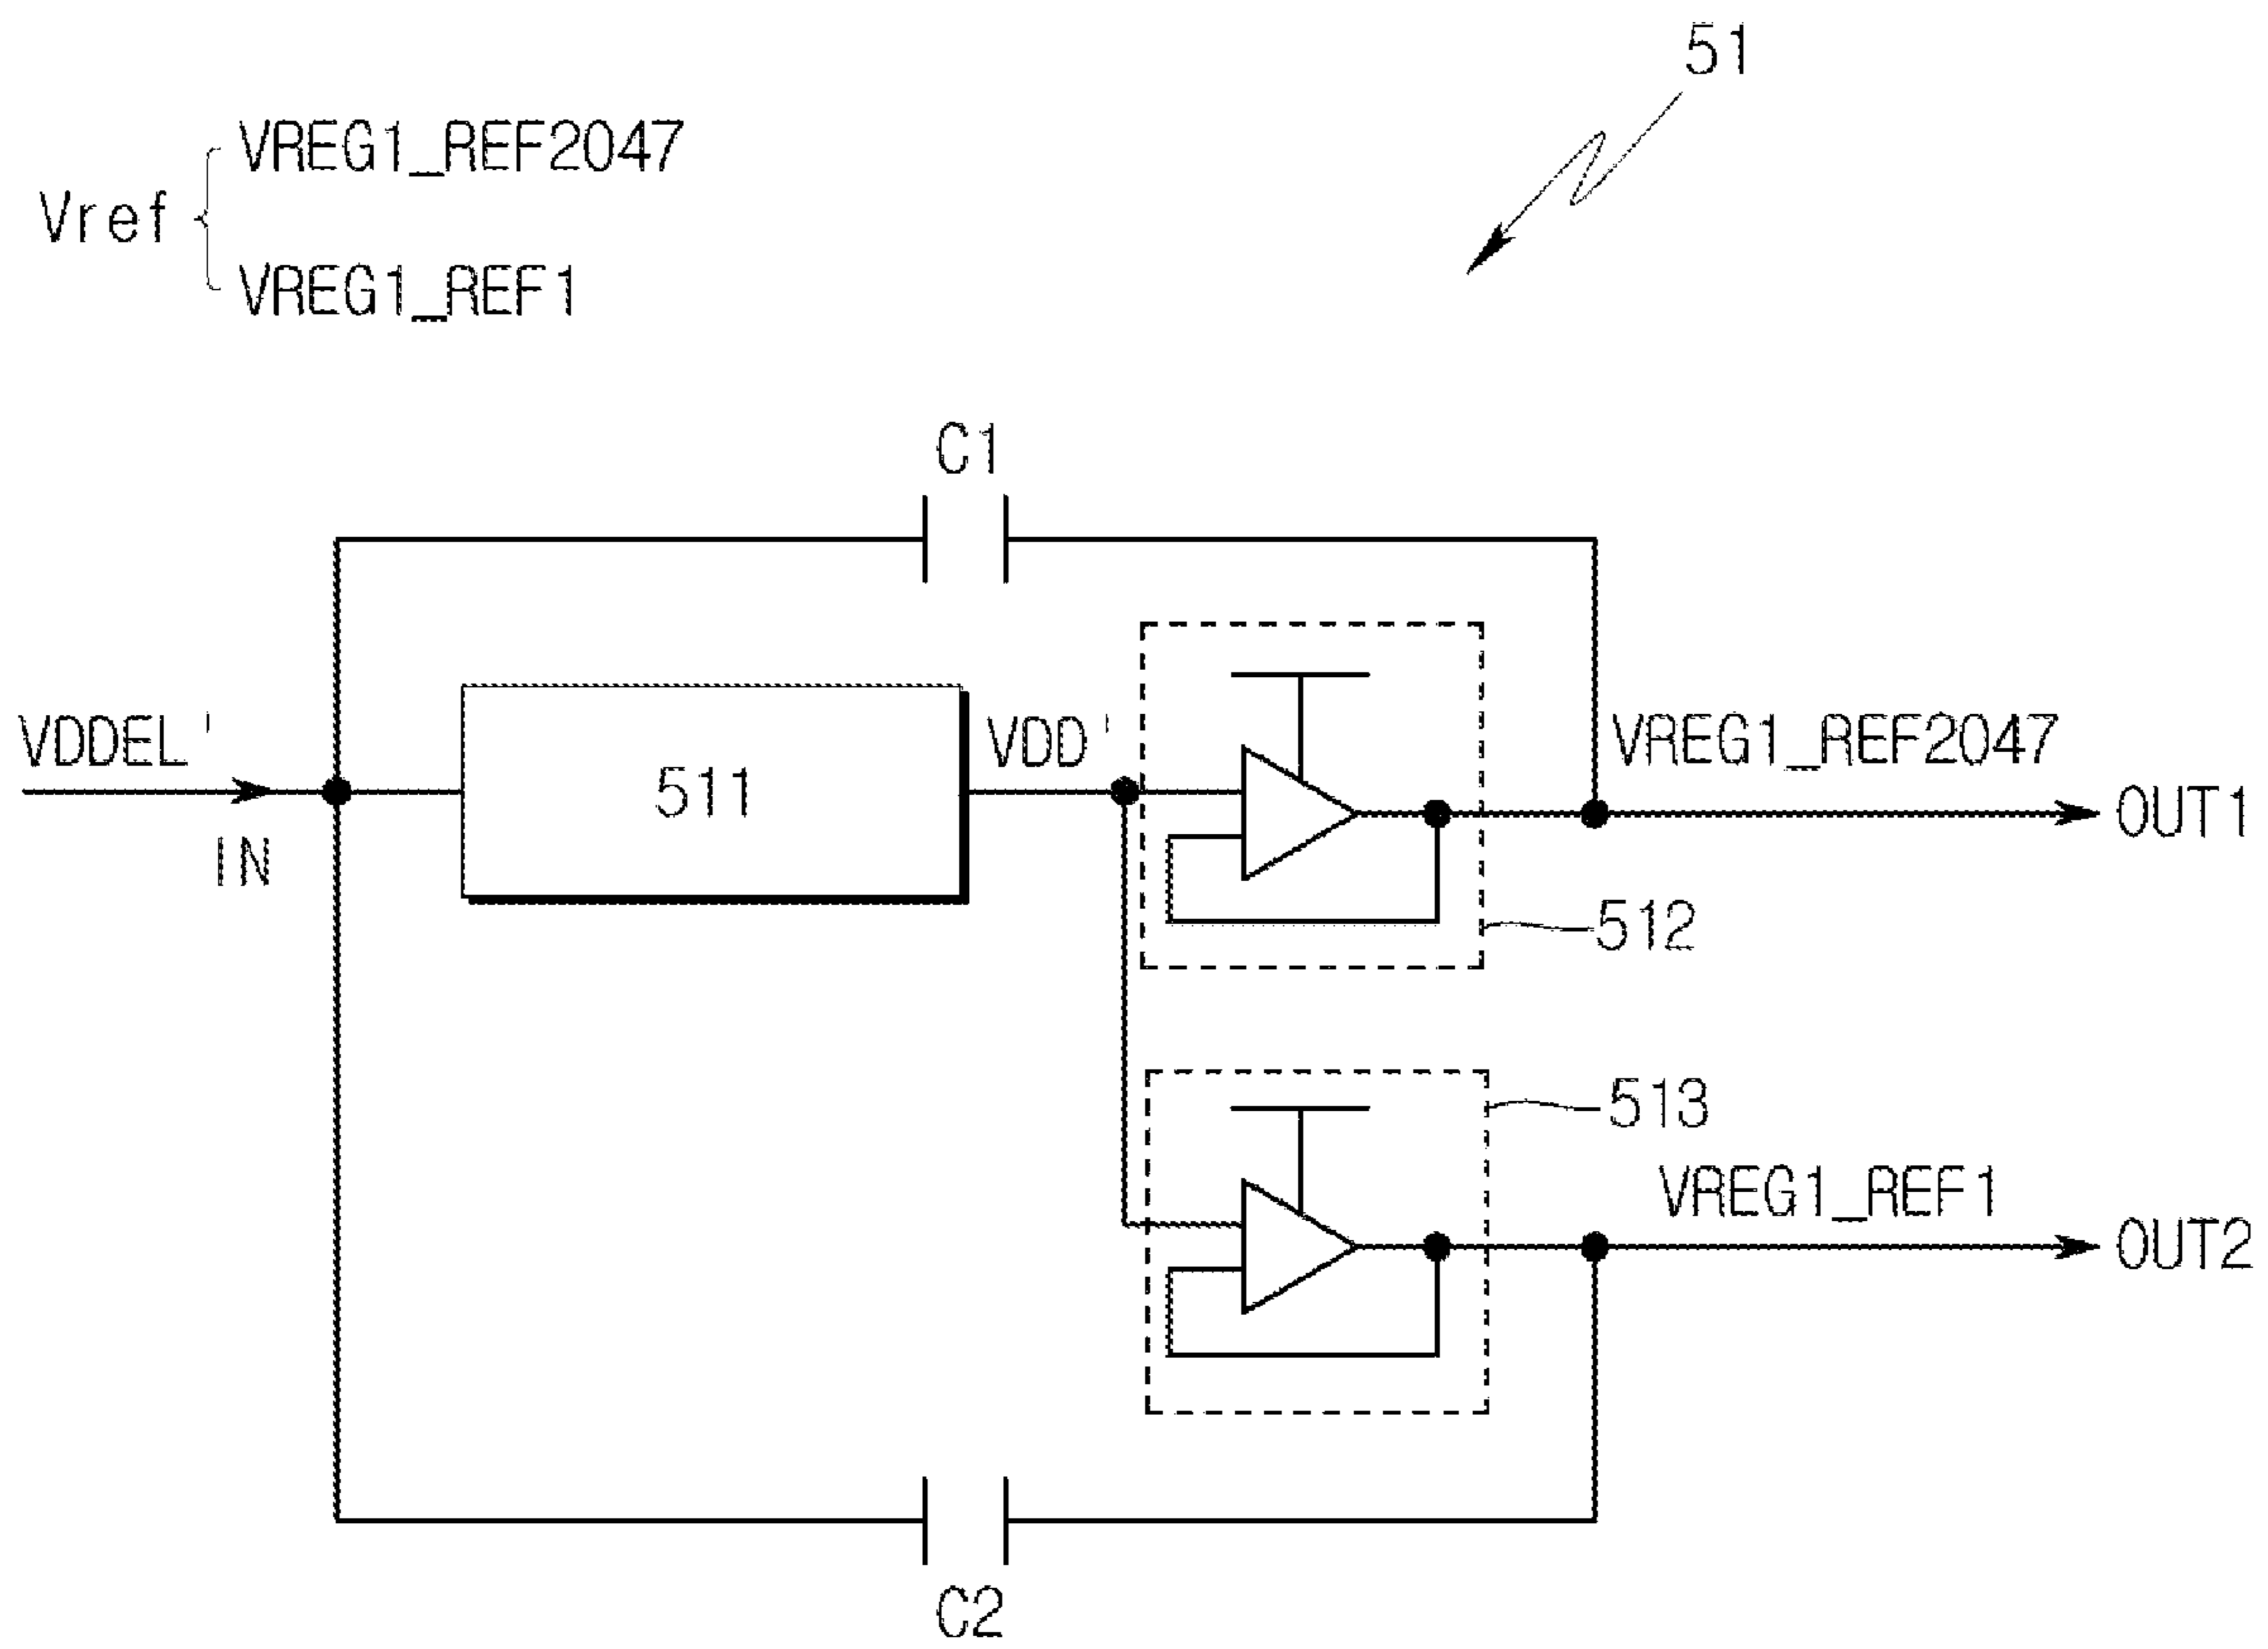 51
VREG1_REF2047
Vref
VREG1_REF1
C1
VDDEL'
511
VDD'
VREG1_REF2047
IN
OUT1
512
513
VREG1_REF1
OUT2
C2